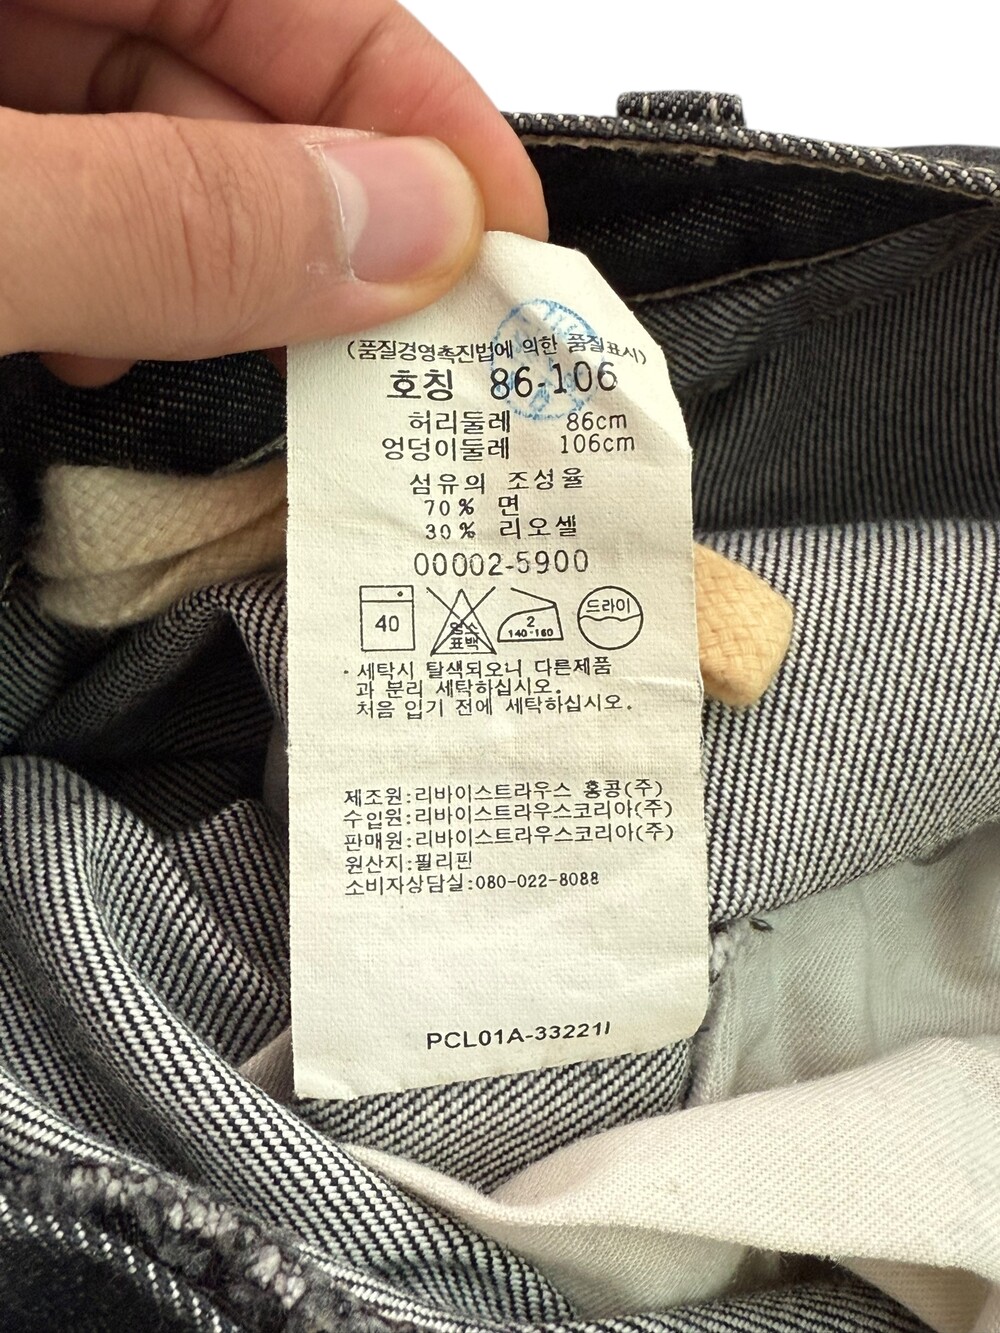 (품질경영촉진법에 의한 품질표시)
호칭 86-106
허리둘레 86cm
엉덩이둘레 106cm
섬유의 조성율
70% 면
30% 리오셀
00002-5900
40
염소
표백
2
140-160
드라이
·세탁시 탈색되오니 다른제품
과 분리 세탁하십시오.
처음 입기 전에 세탁하십시오.
제조원:리바이스트라우스 홍콩(주)
수입원:리바이스트라우스코리아(주)
판매원:리바이스트라우스코리아(주)
원산지:필리핀
소비자상담실:080-022-8088
PCL01A-33221I